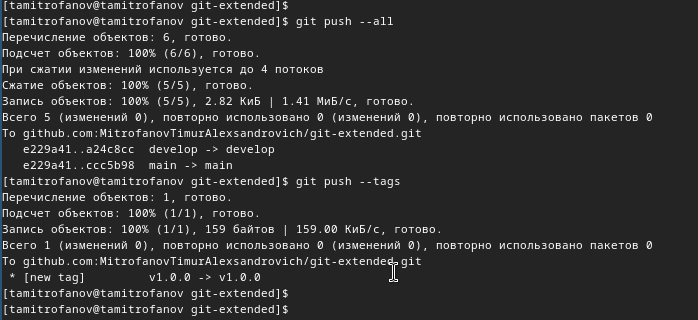 [tamitrofanov@tamitrofanov git-extended]$
[tamitrofanov@tamitrofanov git-extended]$ git push --all
Перечисление объектов: 6, готово.
Подсчет объектов: 100% (6/6), готово.
При сжатии изменений используется до 4 потоков
Сжатие объектов: 100% (5/5), готово.
Запись объектов: 100% (5/5), 2.82 КиБ | 1.41 МиБ/с, готово.
Всего 5 (изменений 0), повторно использовано 0 (изменений 0), повторно использовано пакетов 0
To github.com:MitrofanovTimurAlexsandrovich/git-extended.git
   e229a41..a24c8cc  develop -> develop
   e229a41..ccc5b98  main -> main
[tamitrofanov@tamitrofanov git-extended]$ git push --tags
Перечисление объектов: 1, готово.
Подсчет объектов: 100% (1/1), готово.
Запись объектов: 100% (1/1), 159 байтов | 159.00 КиБ/с, готово.
Всего 1 (изменений 0), повторно использовано 0 (изменений 0), повторно использовано пакетов 0
To github.com:MitrofanovTimurAlexsandrovich/git-extended.git
 * [new tag]         v1.0.0 -> v1.0.0
[tamitrofanov@tamitrofanov git-extended]$
[tamitrofanov@tamitrofanov git-extended]$